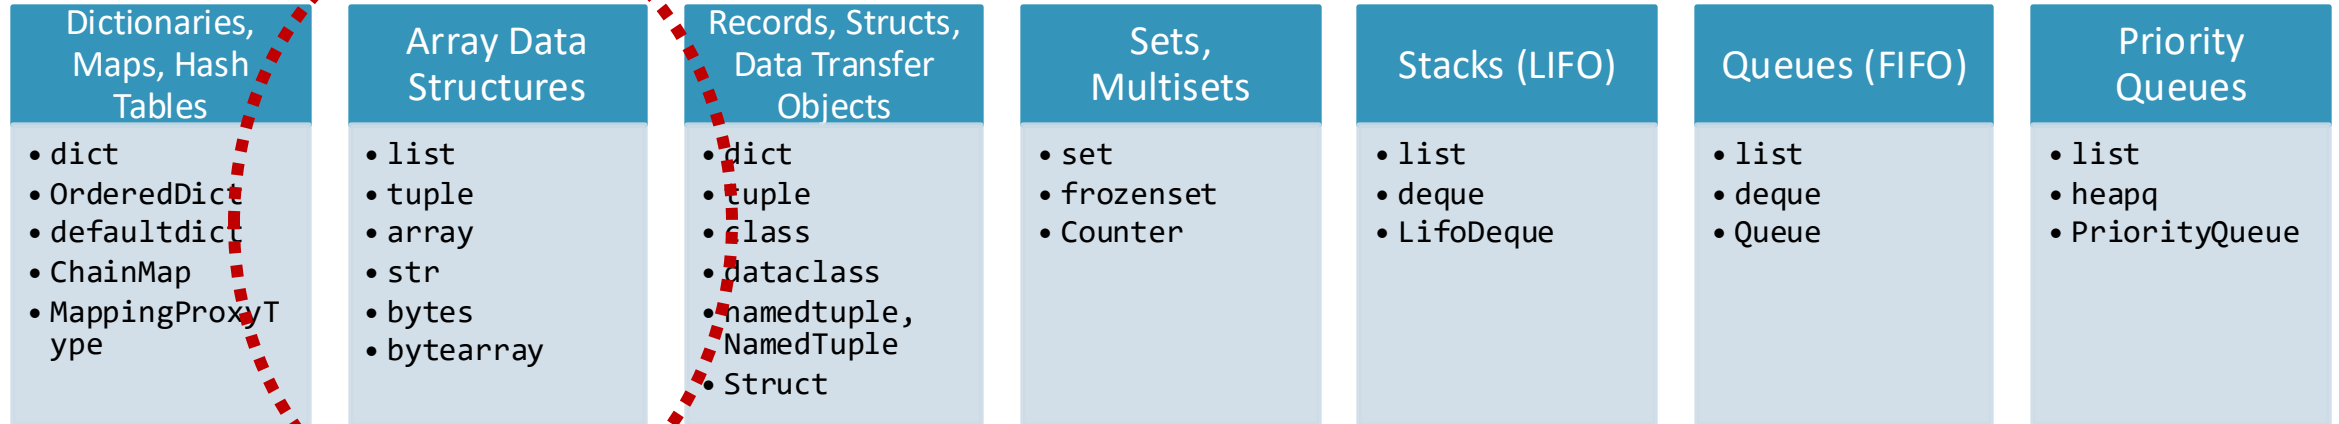 Dictionaries,
Maps, Hash
Tables
• dict
• OrderedDict
• defaultdict
• ChainMap
• MappingProxyT
ype
Array Data
Structures
• list
• tuple
• array
• str
• bytes
• bytearray
Records, Structs,
Data Transfer
Objects
• dict
• tuple
• class
• dataclass
• namedtuple,
NamedTuple
• Struct
Sets,
Multisets
• set
• frozenset
• Counter
Stacks (LIFO)
• list
• deque
• LifoDeque
Queues (FIFO)
• list
• deque
• Queue
Priority
Queues
• list
• heapq
• PriorityQueue